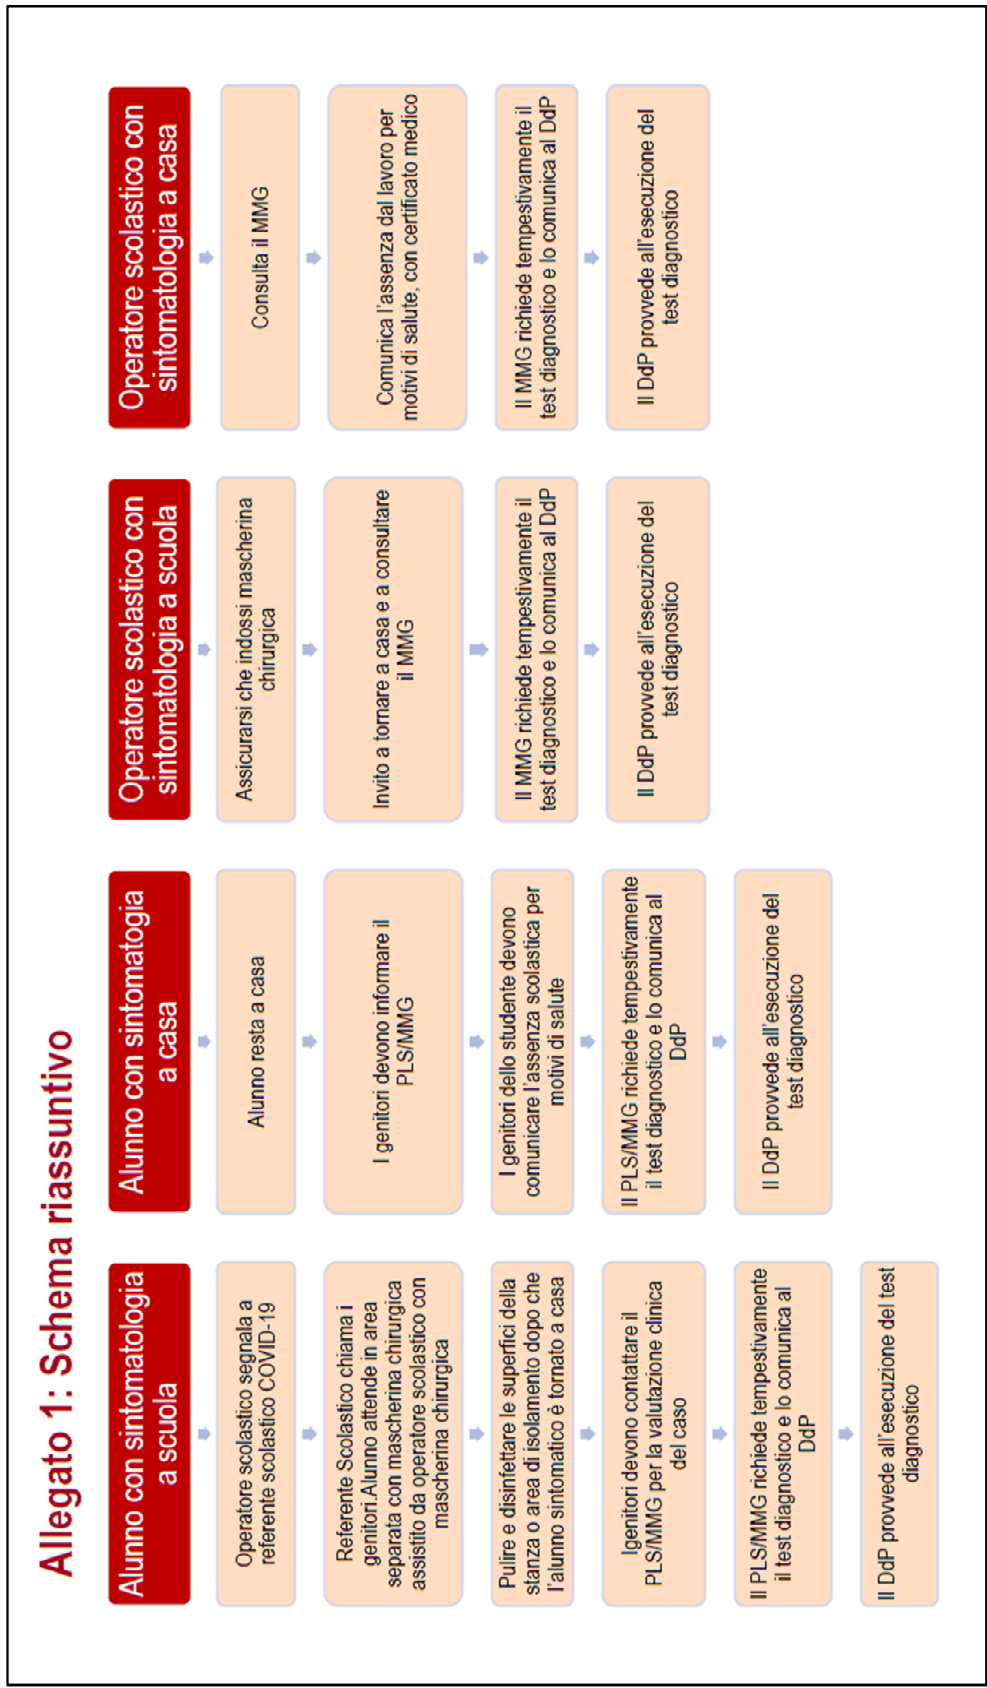 Allegato 1: Schema riassuntivo
Alunno con sintomatologia
a scuola
Operatore scolastico segnala a
referente scolastico COVID-19
Referente Scolastico chiama i
genitori.Alunno attende in area
separata con mascherina chirurgica
assistito da operatore scolastico con
mascherina chirurgica
Pulire e disinfettare le superfici della
stanza o area di isolamento dopo che
l'alunno sintomatico è tornato a casa
Igenitori devono contattare il
PLS/MMG per la valutazione clinica
del caso
Il PLS/MMG richiede tempestivamente
il test diagnostico e lo comunica al
DdP
Il DdP provvede all'esecuzione del test
diagnostico
Alunno con sintomatogia
a casa
Alunno resta a casa
I genitori devono informare il
PLS/MMG
I genitori dello studente devono
comunicare l'assenza scolastica per
motivi di salute
Il PLS/MMG richiede tempestivamente
il test diagnostico e lo comunica al
DdP
Il DdP provvede all'esecuzione del
test diagnostico
Operatore scolastico con
sintomatologia a scuola
Assicurarsi che indossi mascherina
chirurgica
Invito a tornare a casa e a consultare
il MMG
Il MMG richiede tempestivamente il
test diagnostico e lo comunica al DdP
Il DdP provvede all'esecuzione del
test diagnostico
Operatore scolastico con
sintomatologia a casa
Consulta il MMG
Comunica l'assenza dal lavoro per
motivi di salute, con certificato medico
Il MMG richiede tempestivamente il
test diagnostico e lo comunica al DdP
Il DdP provvede all'esecuzione del
test diagnostico